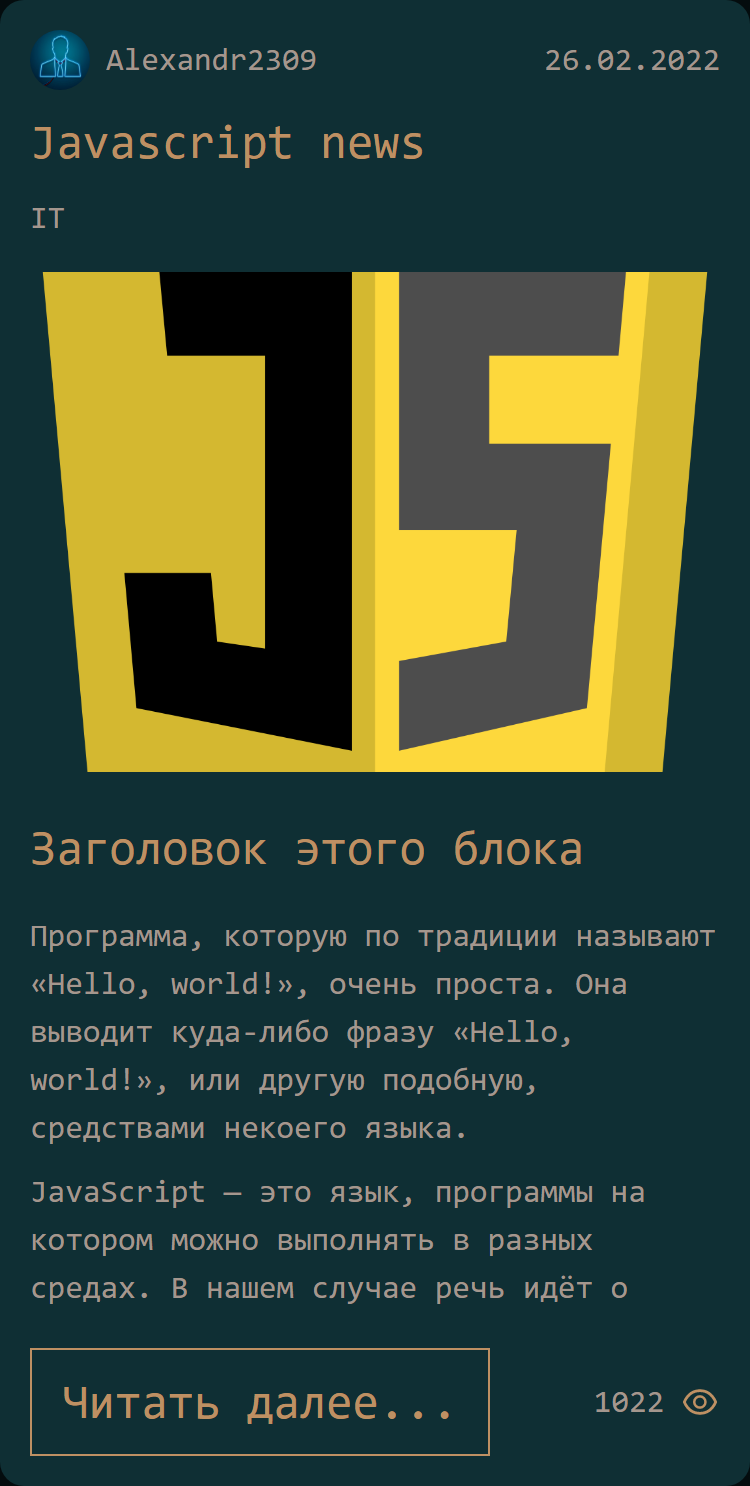 Alexandr2309 26.02.2022
Javascript news
IT
JS
Заголовок этого блока
Программа, которую по традиции называют
«Hello, world!», очень проста. Она
выводит куда-либо фразу «Hello,
world!», или другую подобную,
средствами некоего языка.
JavaScript — это язык, программы на
котором можно выполнять в разных
средах. В нашем случае речь идёт о
Читать далее...
1022